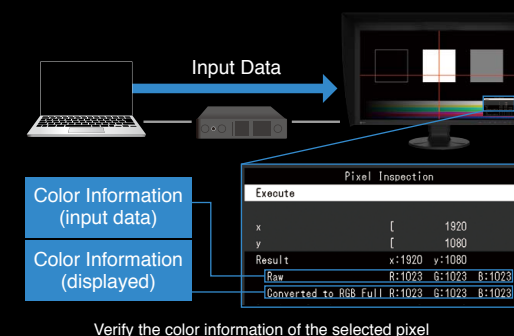 Input Data
Pixel Inspection
Execute
x [ 1920
y [ 1080
Result x:1920 y:1080
Raw R:1023 G:1023 B:1023
Converted to RGB Full R:1023 G:1023 B:1023
Color Information
(input data)
Color Information
(displayed)
Verify the color information of the selected pixel